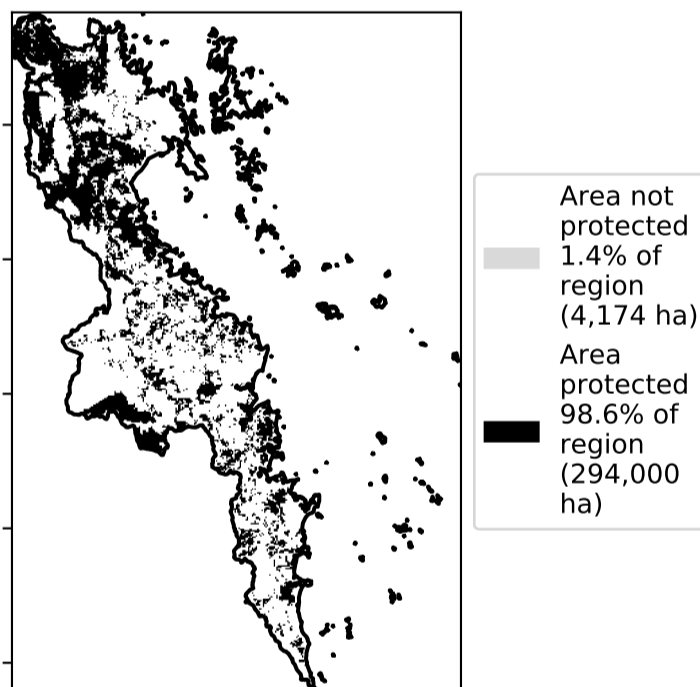 Area not
protected
1.4% of
region
(4,174 ha)
Area
protected
98.6% of
region
(294,000
ha)